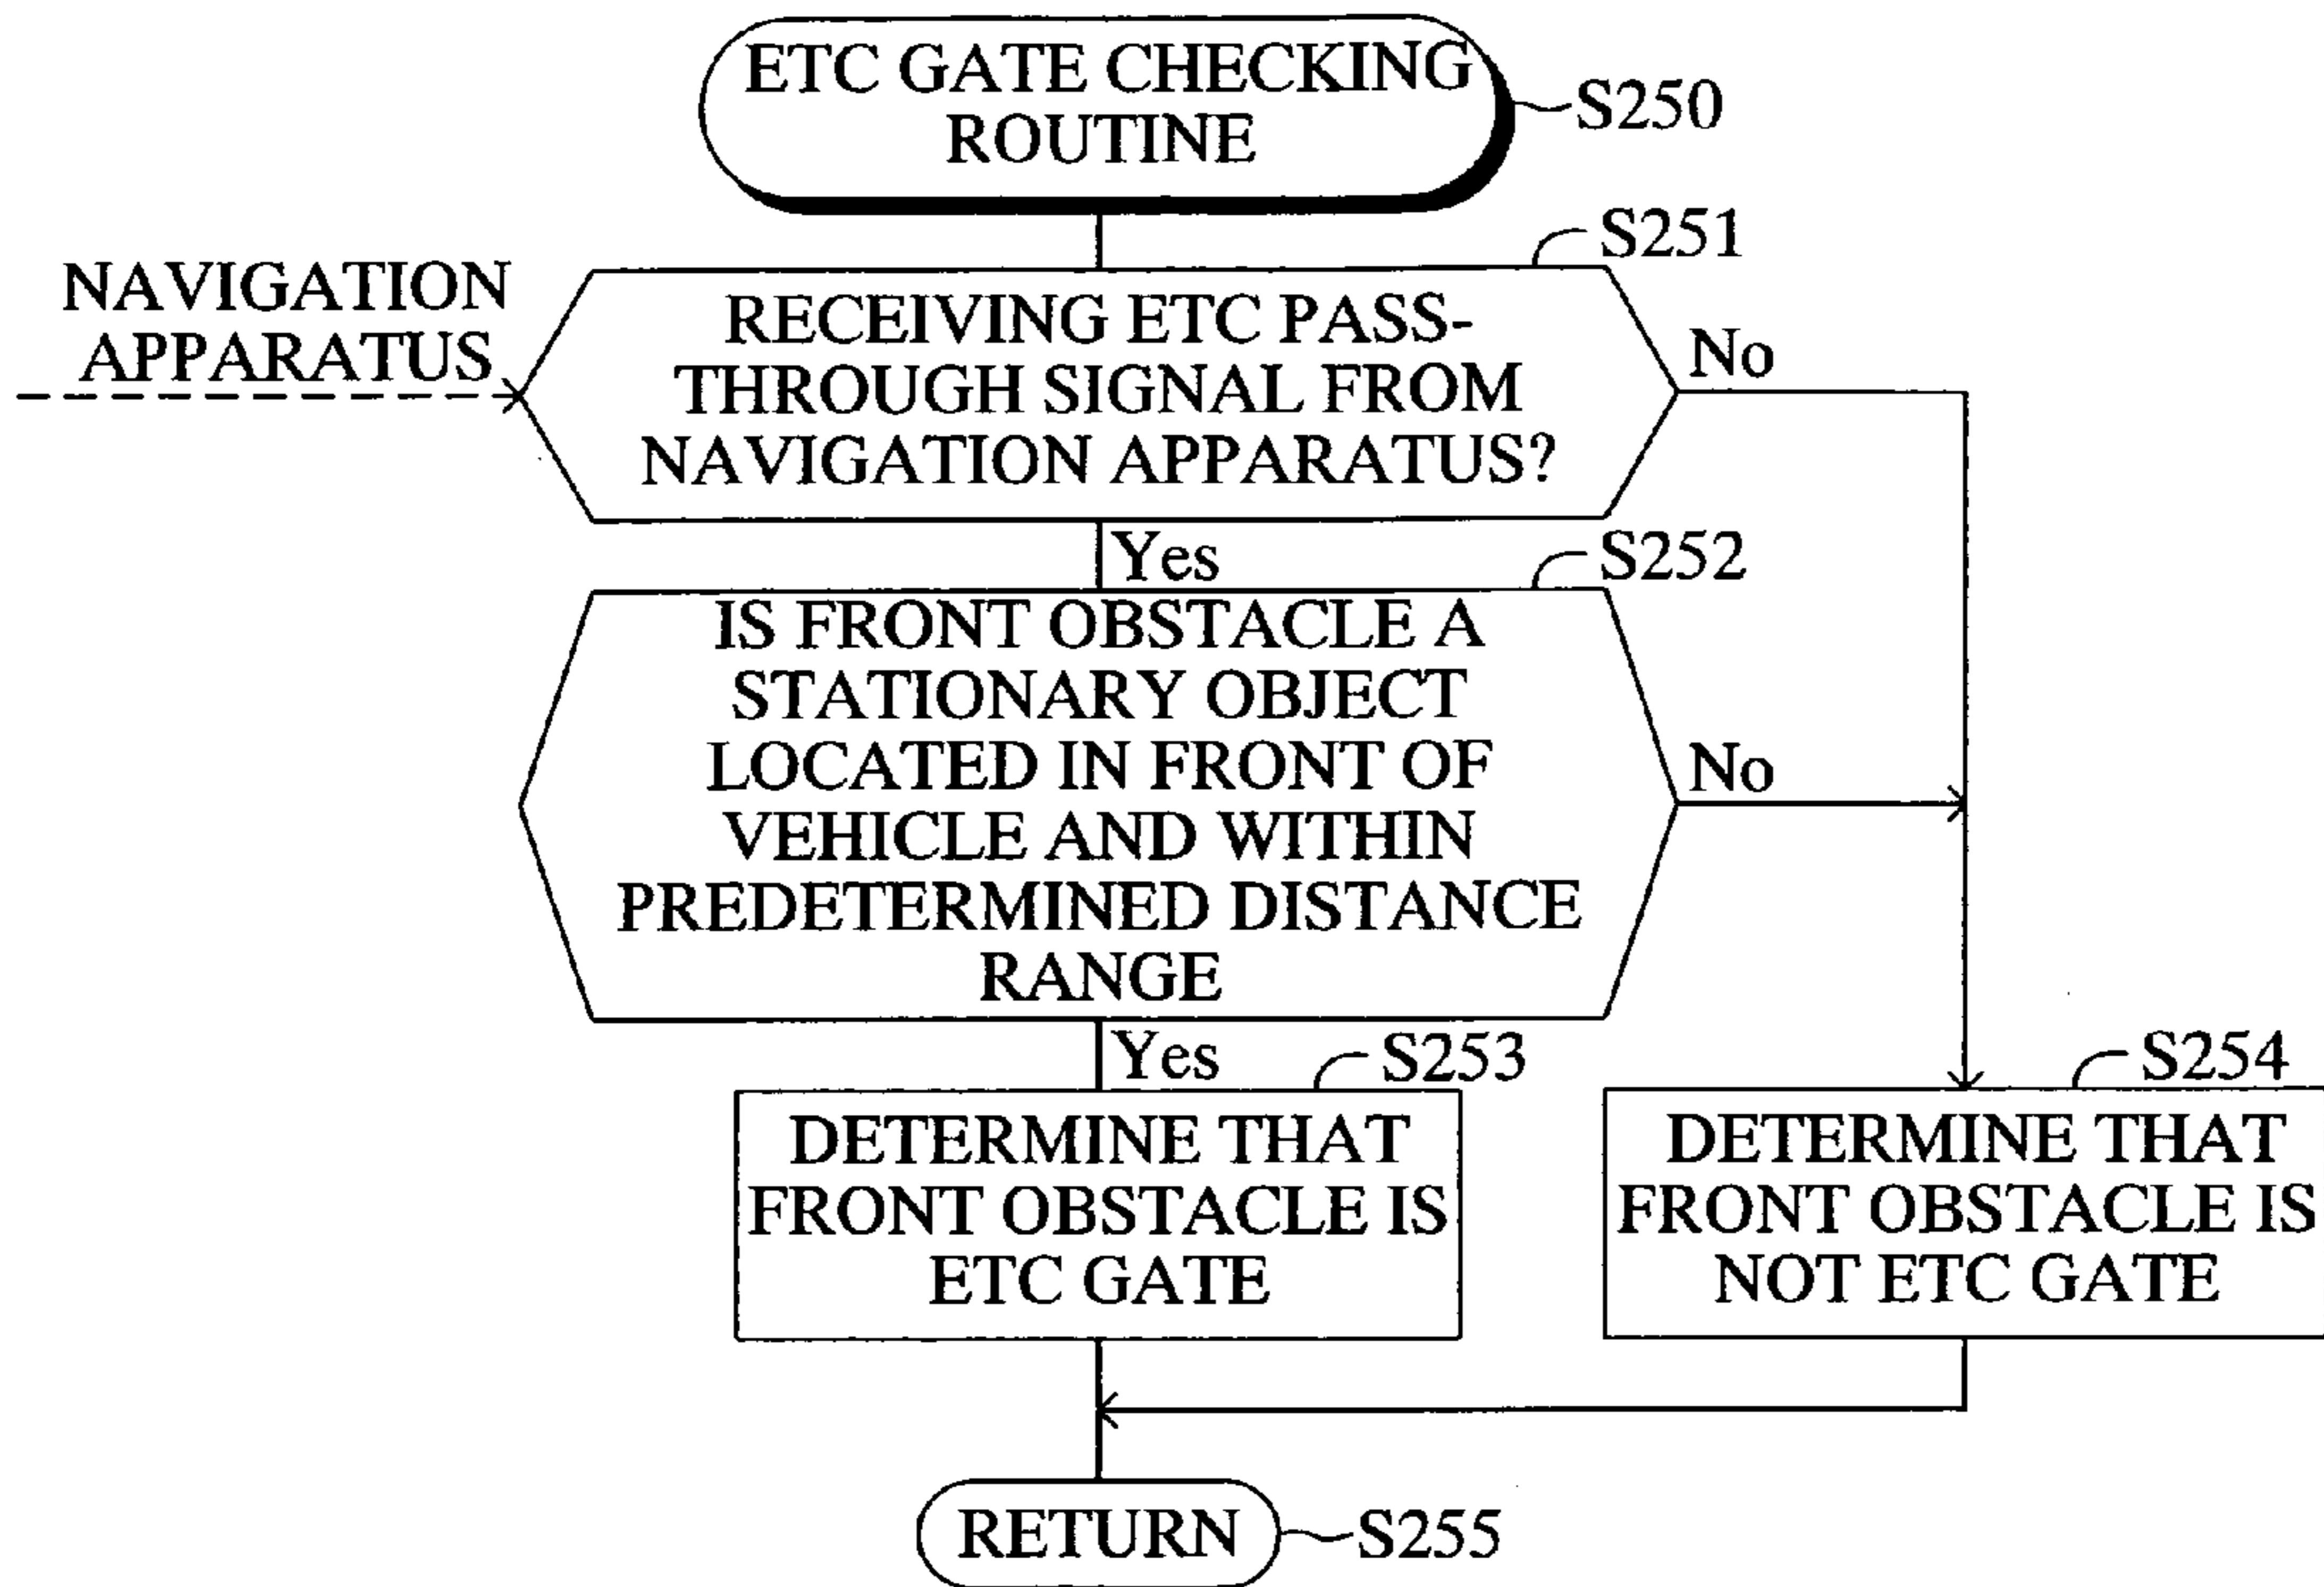 ETC GATE CHECKING
ROUTINE
S250
S251
NAVIGATION
APPARATUS
RECEIVING ETC PASS-
THROUGH SIGNAL FROM
NAVIGATION APPARATUS?
No
Yes
S252
IS FRONT OBSTACLE A
STATIONARY OBJECT
LOCATED IN FRONT OF
VEHICLE AND WITHIN
PREDETERMINED DISTANCE
RANGE
No
Yes
S253
DETERMINE THAT
FRONT OBSTACLE IS
ETC GATE
S254
DETERMINE THAT
FRONT OBSTACLE IS
NOT ETC GATE
RETURN
S255